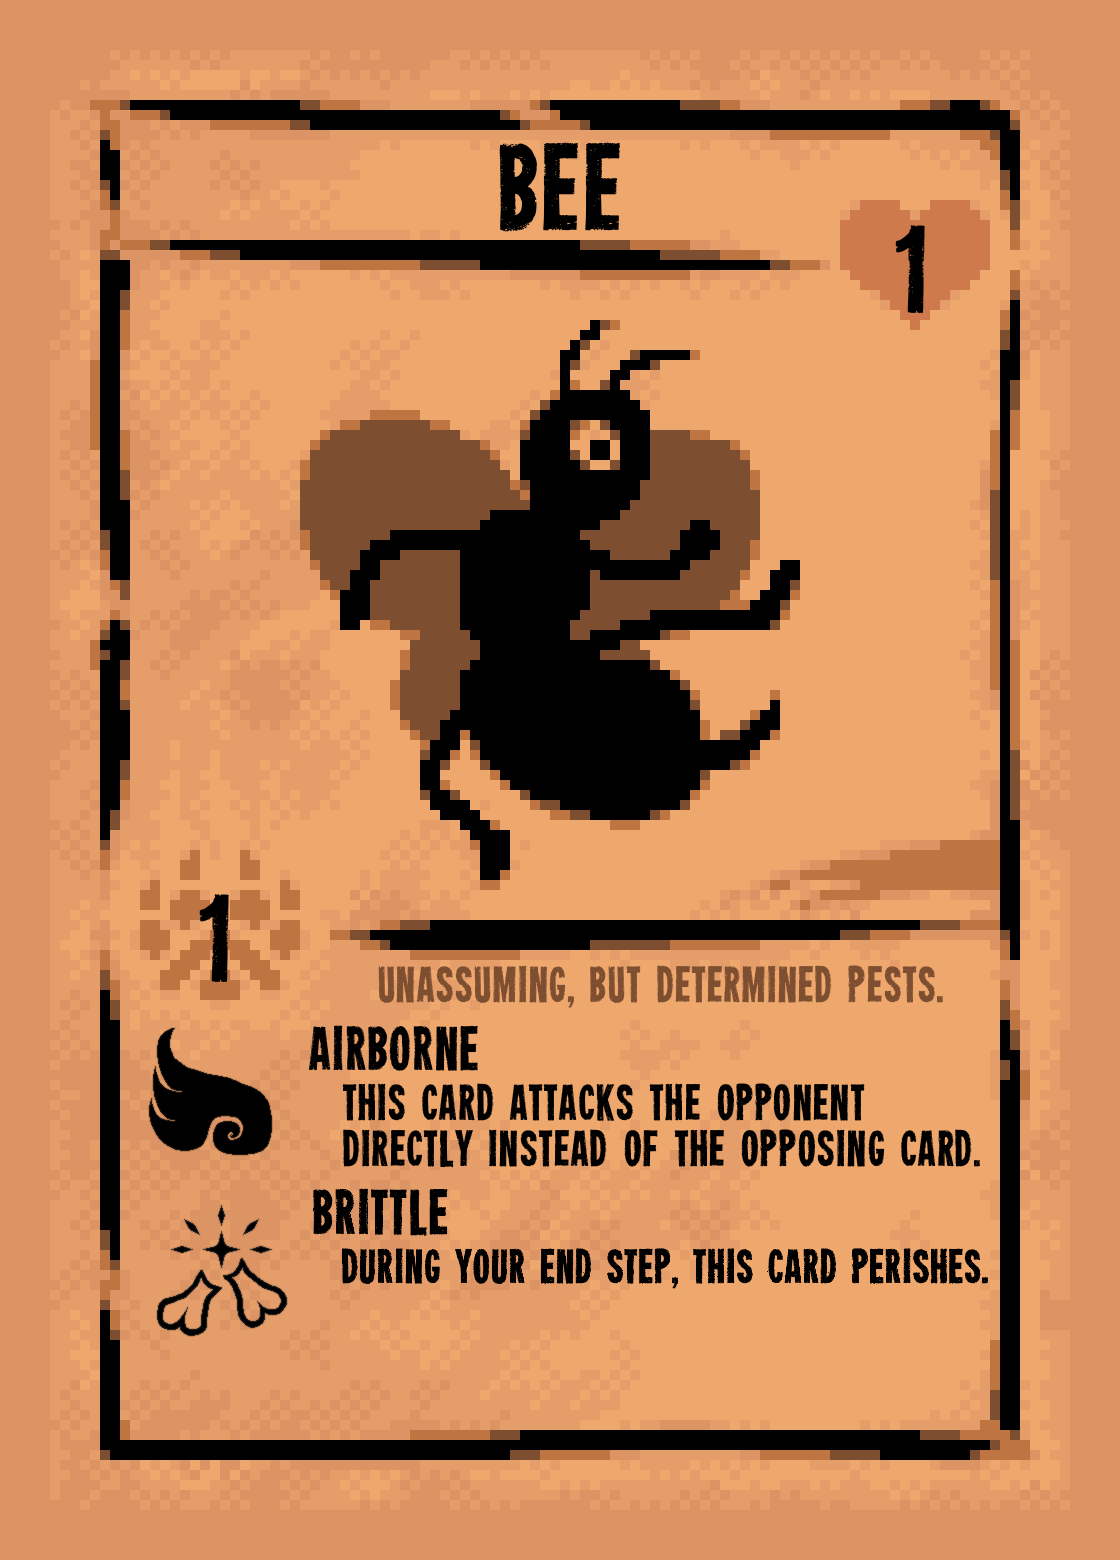 BEE
1
1
UNASSUMING, BUT DETERMINED PESTS.
AIRBORNE
THIS CARD ATTACKS THE OPPONENT
DIRECTLY INSTEAD OF THE OPPOSING CARD.
BRITTLE
DURING YOUR END STEP, THIS CARD PERISHES.